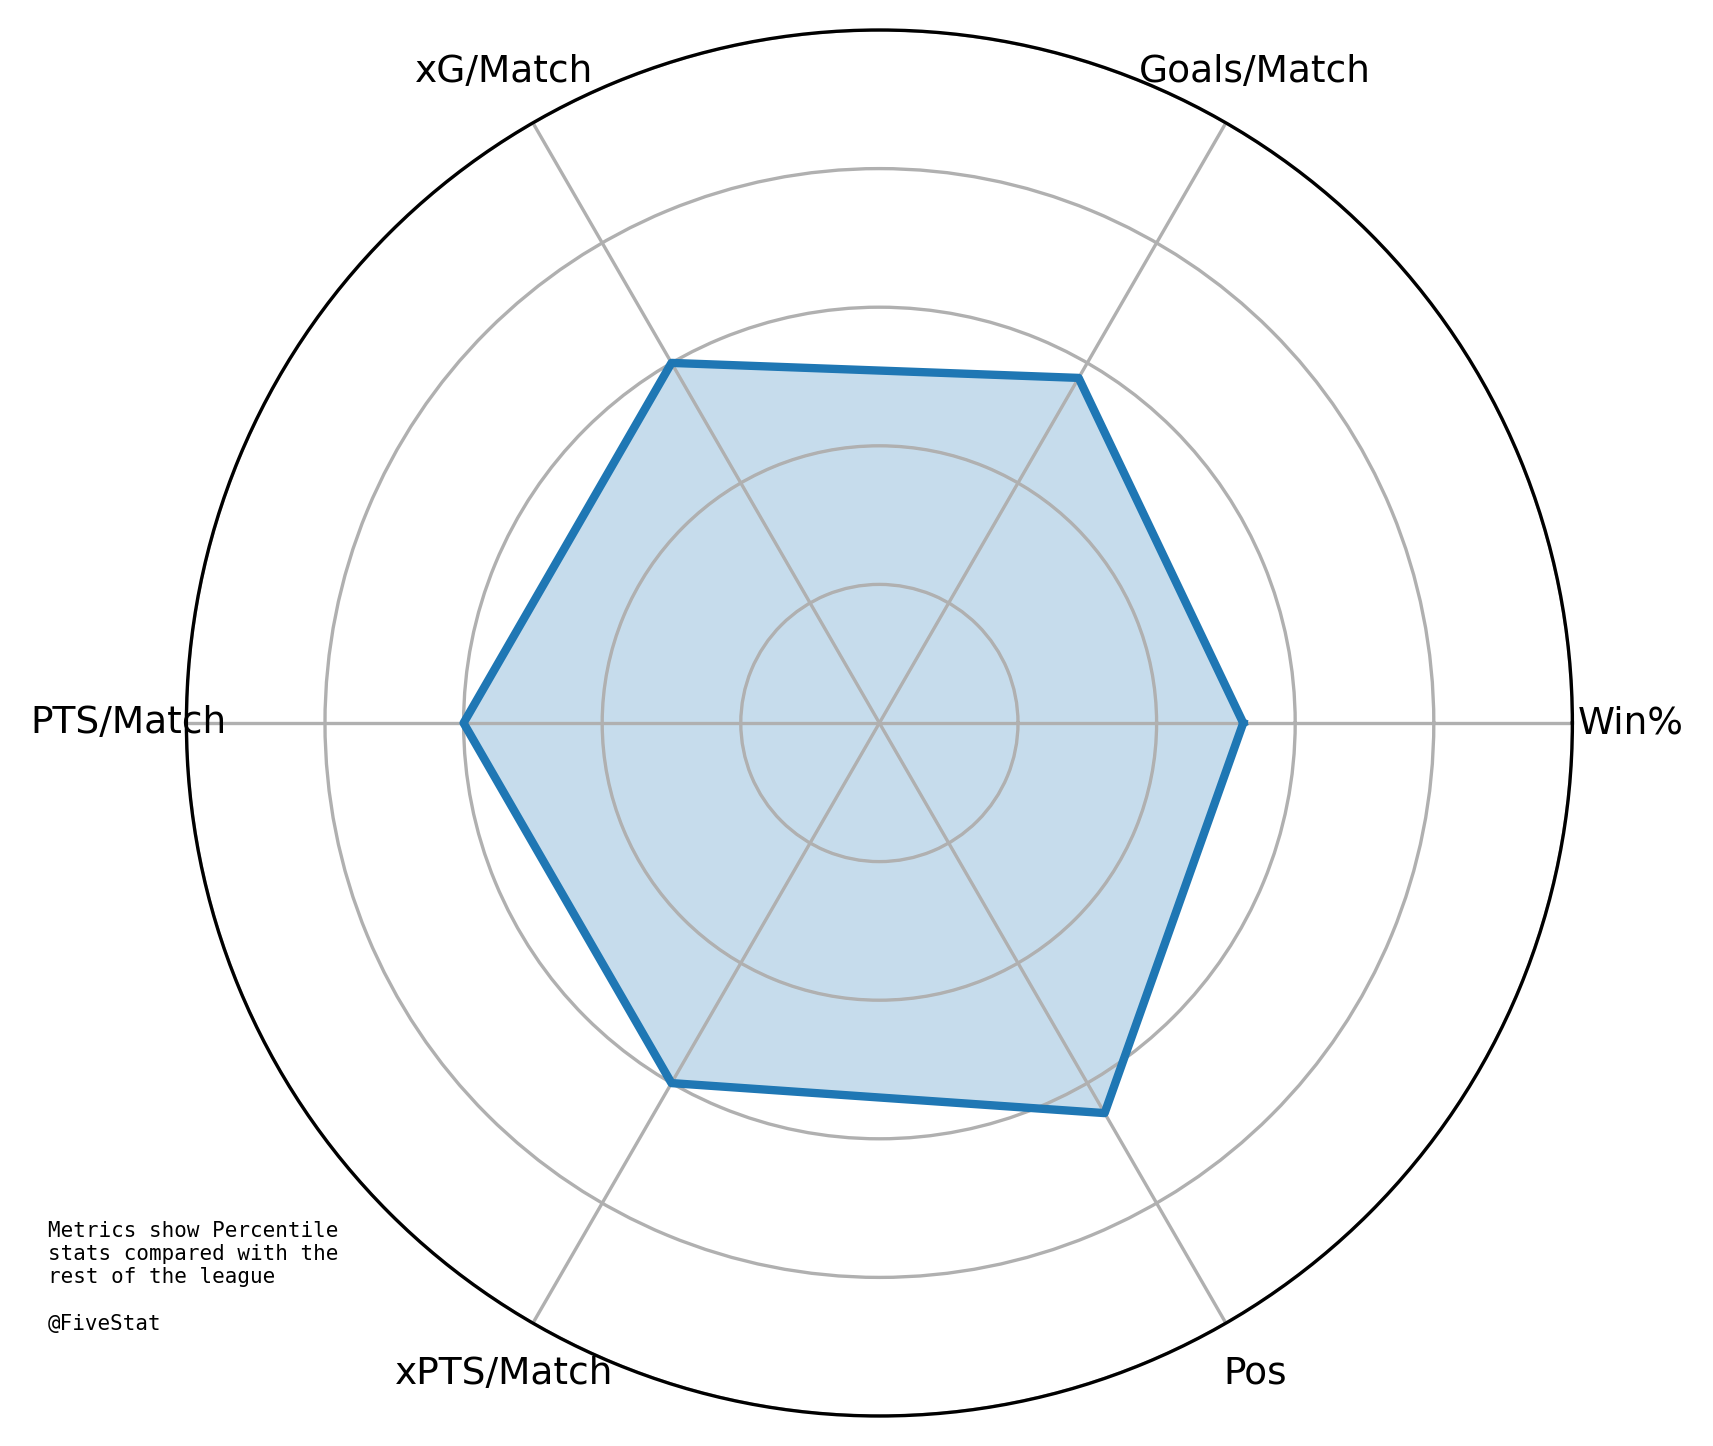 xG/Match
Goals/Match
PTS/Match
Win%
Metrics show Percentile
stats compared with the
rest of the league
@FiveStat
xPTS/Match
Pos